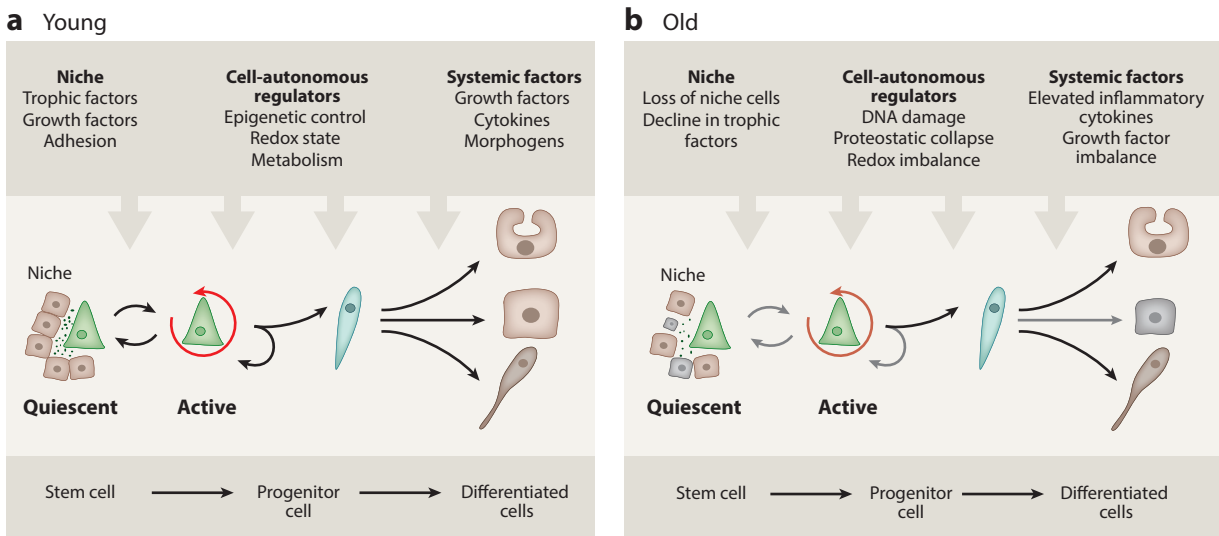 a Young
Niche
Trophic factors
Growth factors
Adhesion
Cell-autonomous
regulators
Epigenetic control
Redox state
Metabolism
Systemic factors
Growth factors
Cytokines
Morphogens
Niche
Quiescent
Active
Stem cell
Progenitor
cell
Differentiated
cells
b Old
Niche
Loss of niche cells
Decline in trophic
factors
Cell-autonomous
regulators
DNA damage
Proteostatic collapse
Redox imbalance
Systemic factors
Elevated inflammatory
cytokines
Growth factor
imbalance
Niche
Quiescent
Active
Stem cell
Progenitor
cell
Differentiated
cells